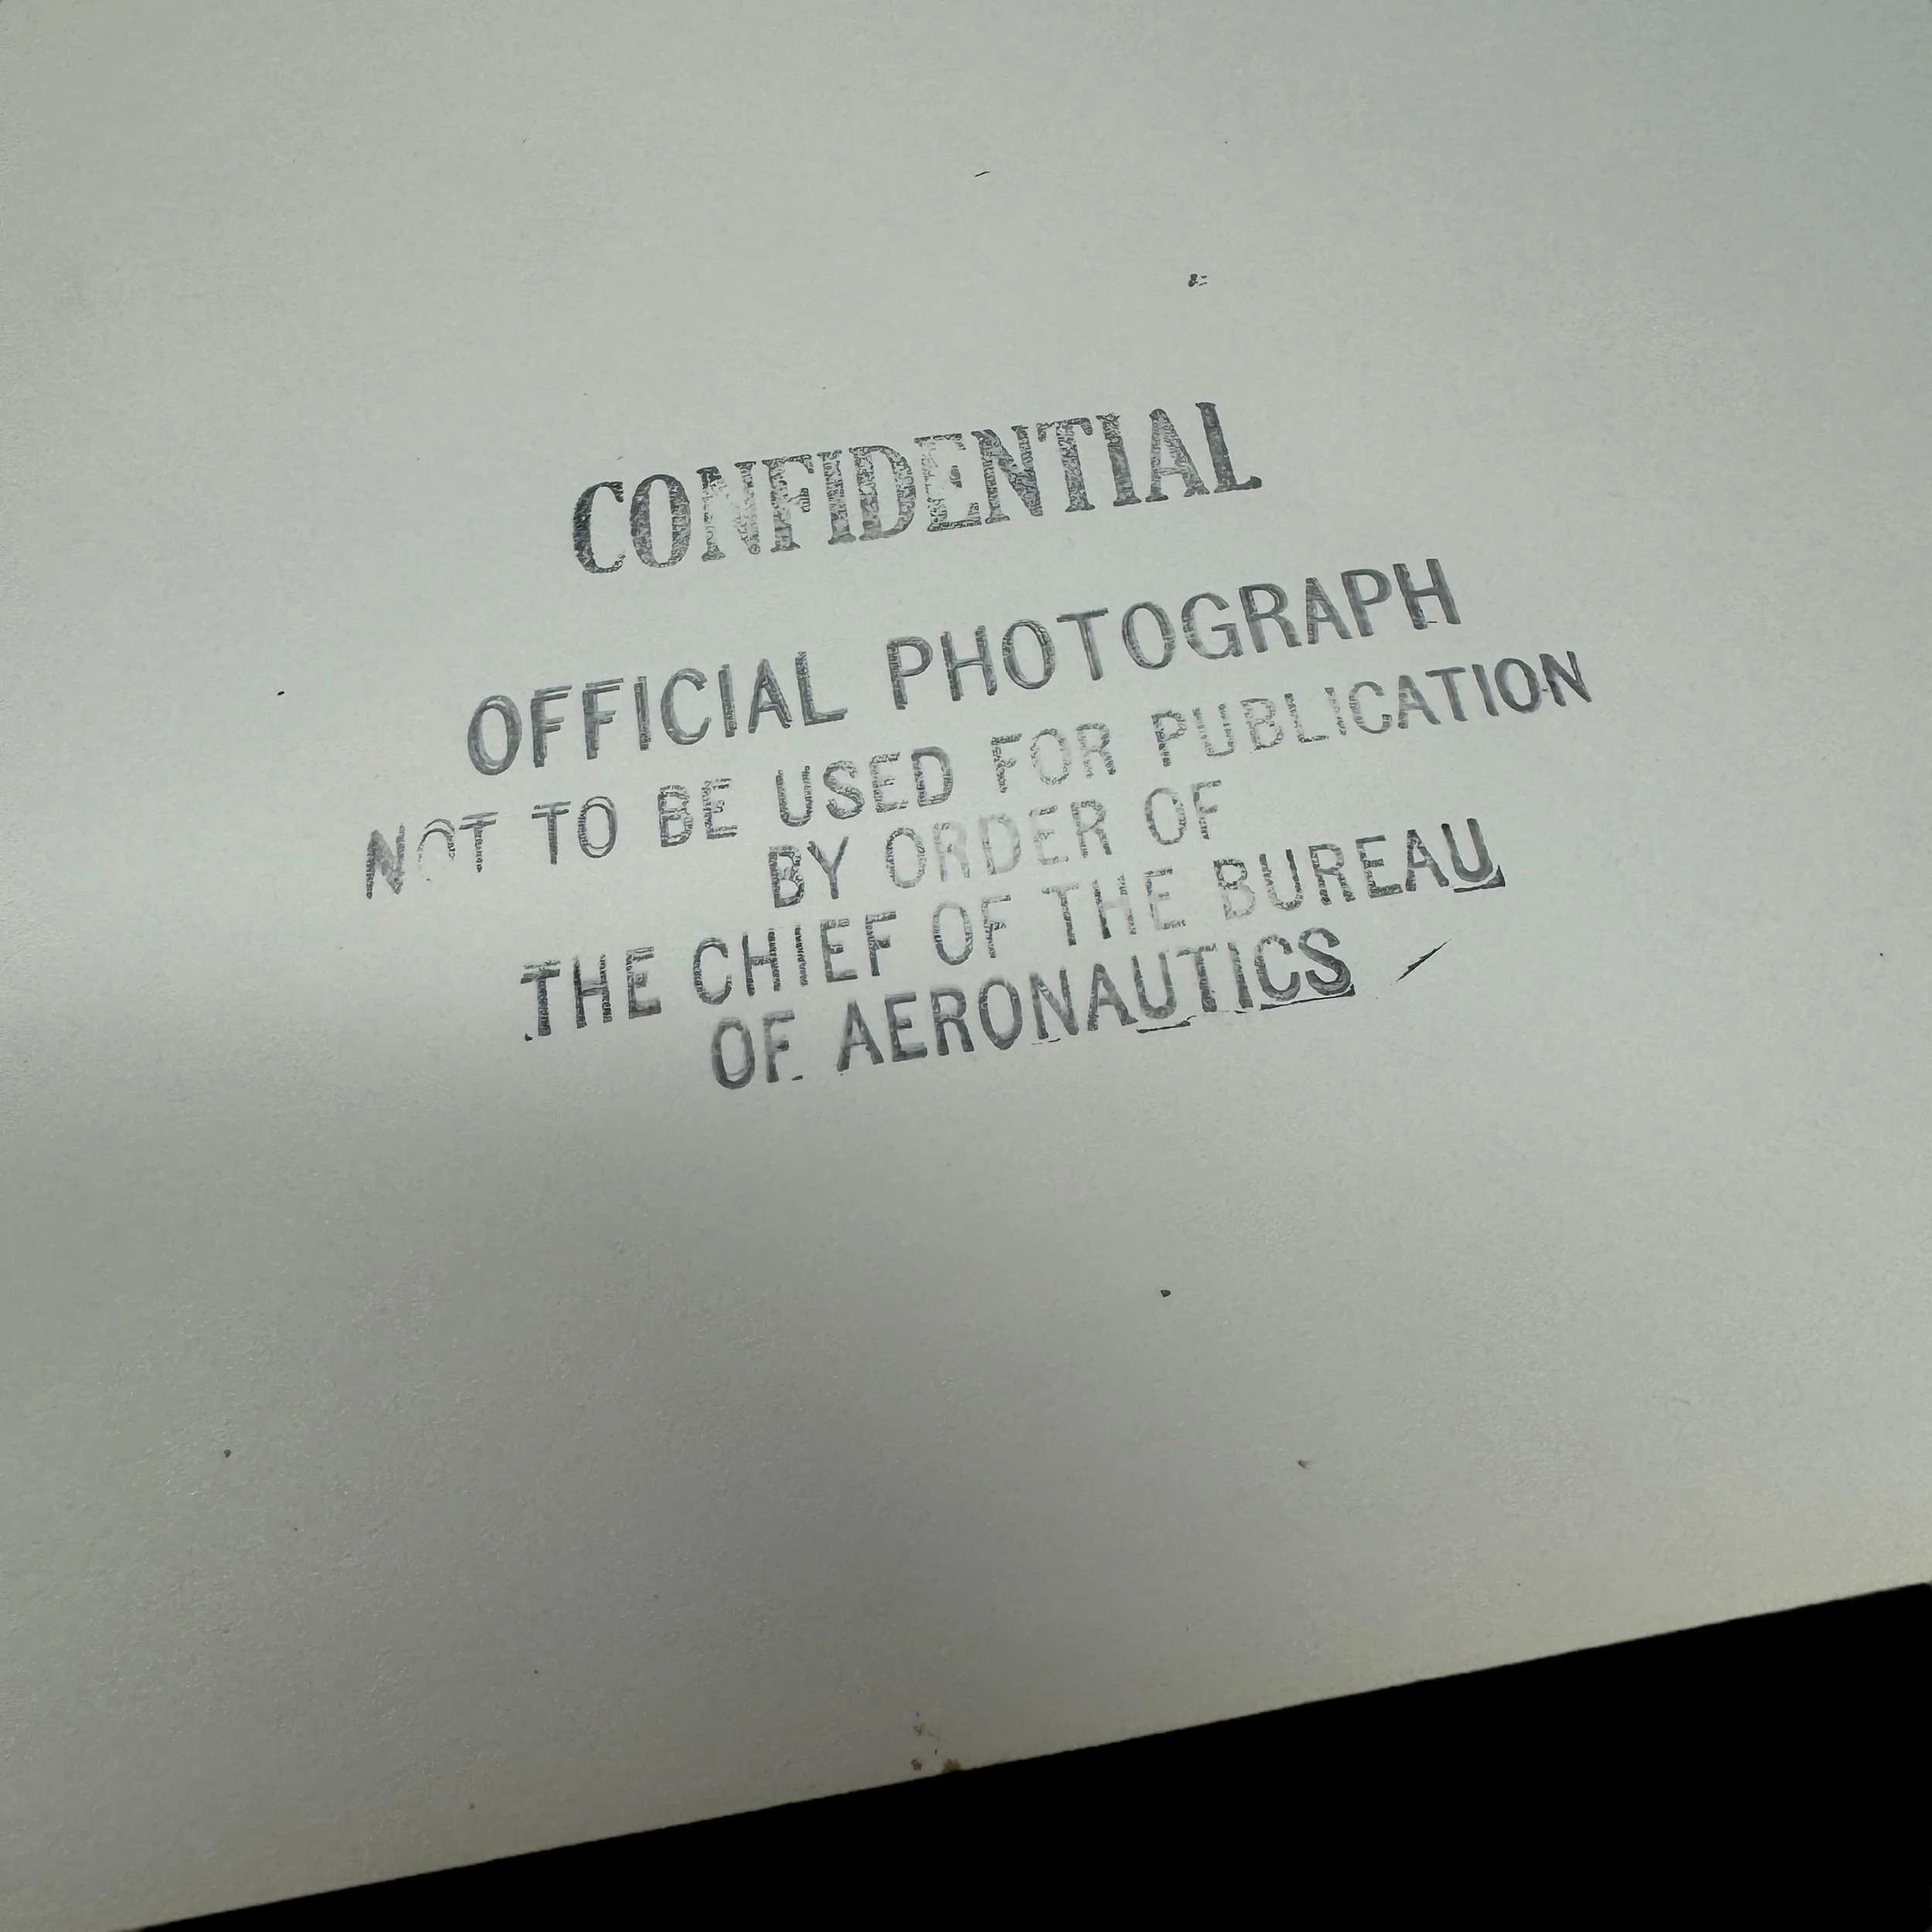 CONFIDENTIAL
OFFICIAL PHOTOGRAPH
NOT TO BE USED FOR PUBLICATION
BY ORDER OF
THE CHIEF OF THE BUREAU
OF AERONAUTICS